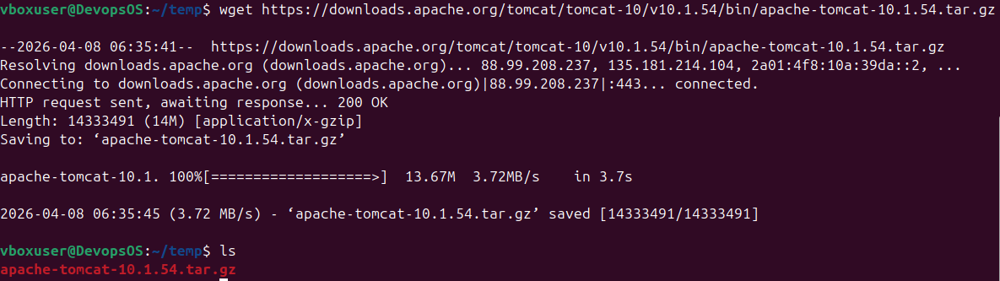 vboxuser@DevopsOS:~/temp$ wget https://downloads.apache.org/tomcat/tomcat-10/v10.1.54/bin/apache-tomcat-10.1.54.tar.gz
--2026-04-08 06:35:41--  https://downloads.apache.org/tomcat/tomcat-10/v10.1.54/bin/apache-tomcat-10.1.54.tar.gz
Resolving downloads.apache.org (downloads.apache.org)... 88.99.208.237, 135.181.214.104, 2a01:4f8:10a:39da::2, ...
Connecting to downloads.apache.org (downloads.apache.org)|88.99.208.237|:443... connected.
HTTP request sent, awaiting response... 200 OK
Length: 14333491 (14M) [application/x-gzip]
Saving to: ‘apache-tomcat-10.1.54.tar.gz’
apache-tomcat-10.1. 100%[===================>]  13.67M  3.72MB/s    in 3.7s
2026-04-08 06:35:45 (3.72 MB/s) - ‘apache-tomcat-10.1.54.tar.gz’ saved [14333491/14333491]
vboxuser@DevopsOS:~/temp$ ls
apache-tomcat-10.1.54.tar.gz